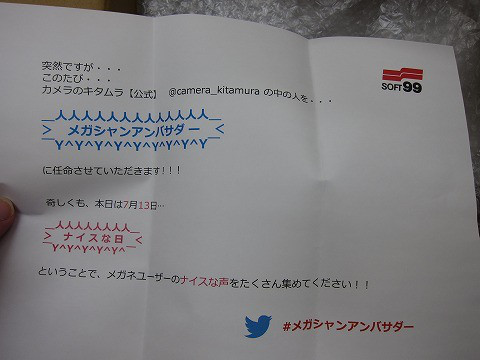 突然ですが・・・
このたび・・・
カメラのキタムラ【公式】 @camera_kitamura の中の人を・・・
SOFT99
＿人人人人人人人人人人人人＿
＞ メガシャンアンバサダー ＜
￣Y^Y^Y^Y^Y^Y^Y^Y^Y￣
に任命させていただきます!!!
奇しくも、本日は7月13日…
＿人人人人人人人＿
＞ ナイスな日 ＜
￣Y^Y^Y^Y^Y^Y￣
ということで、メガネユーザーのナイスな声をたくさん集めてください！！
#メガシャンアンバサダー